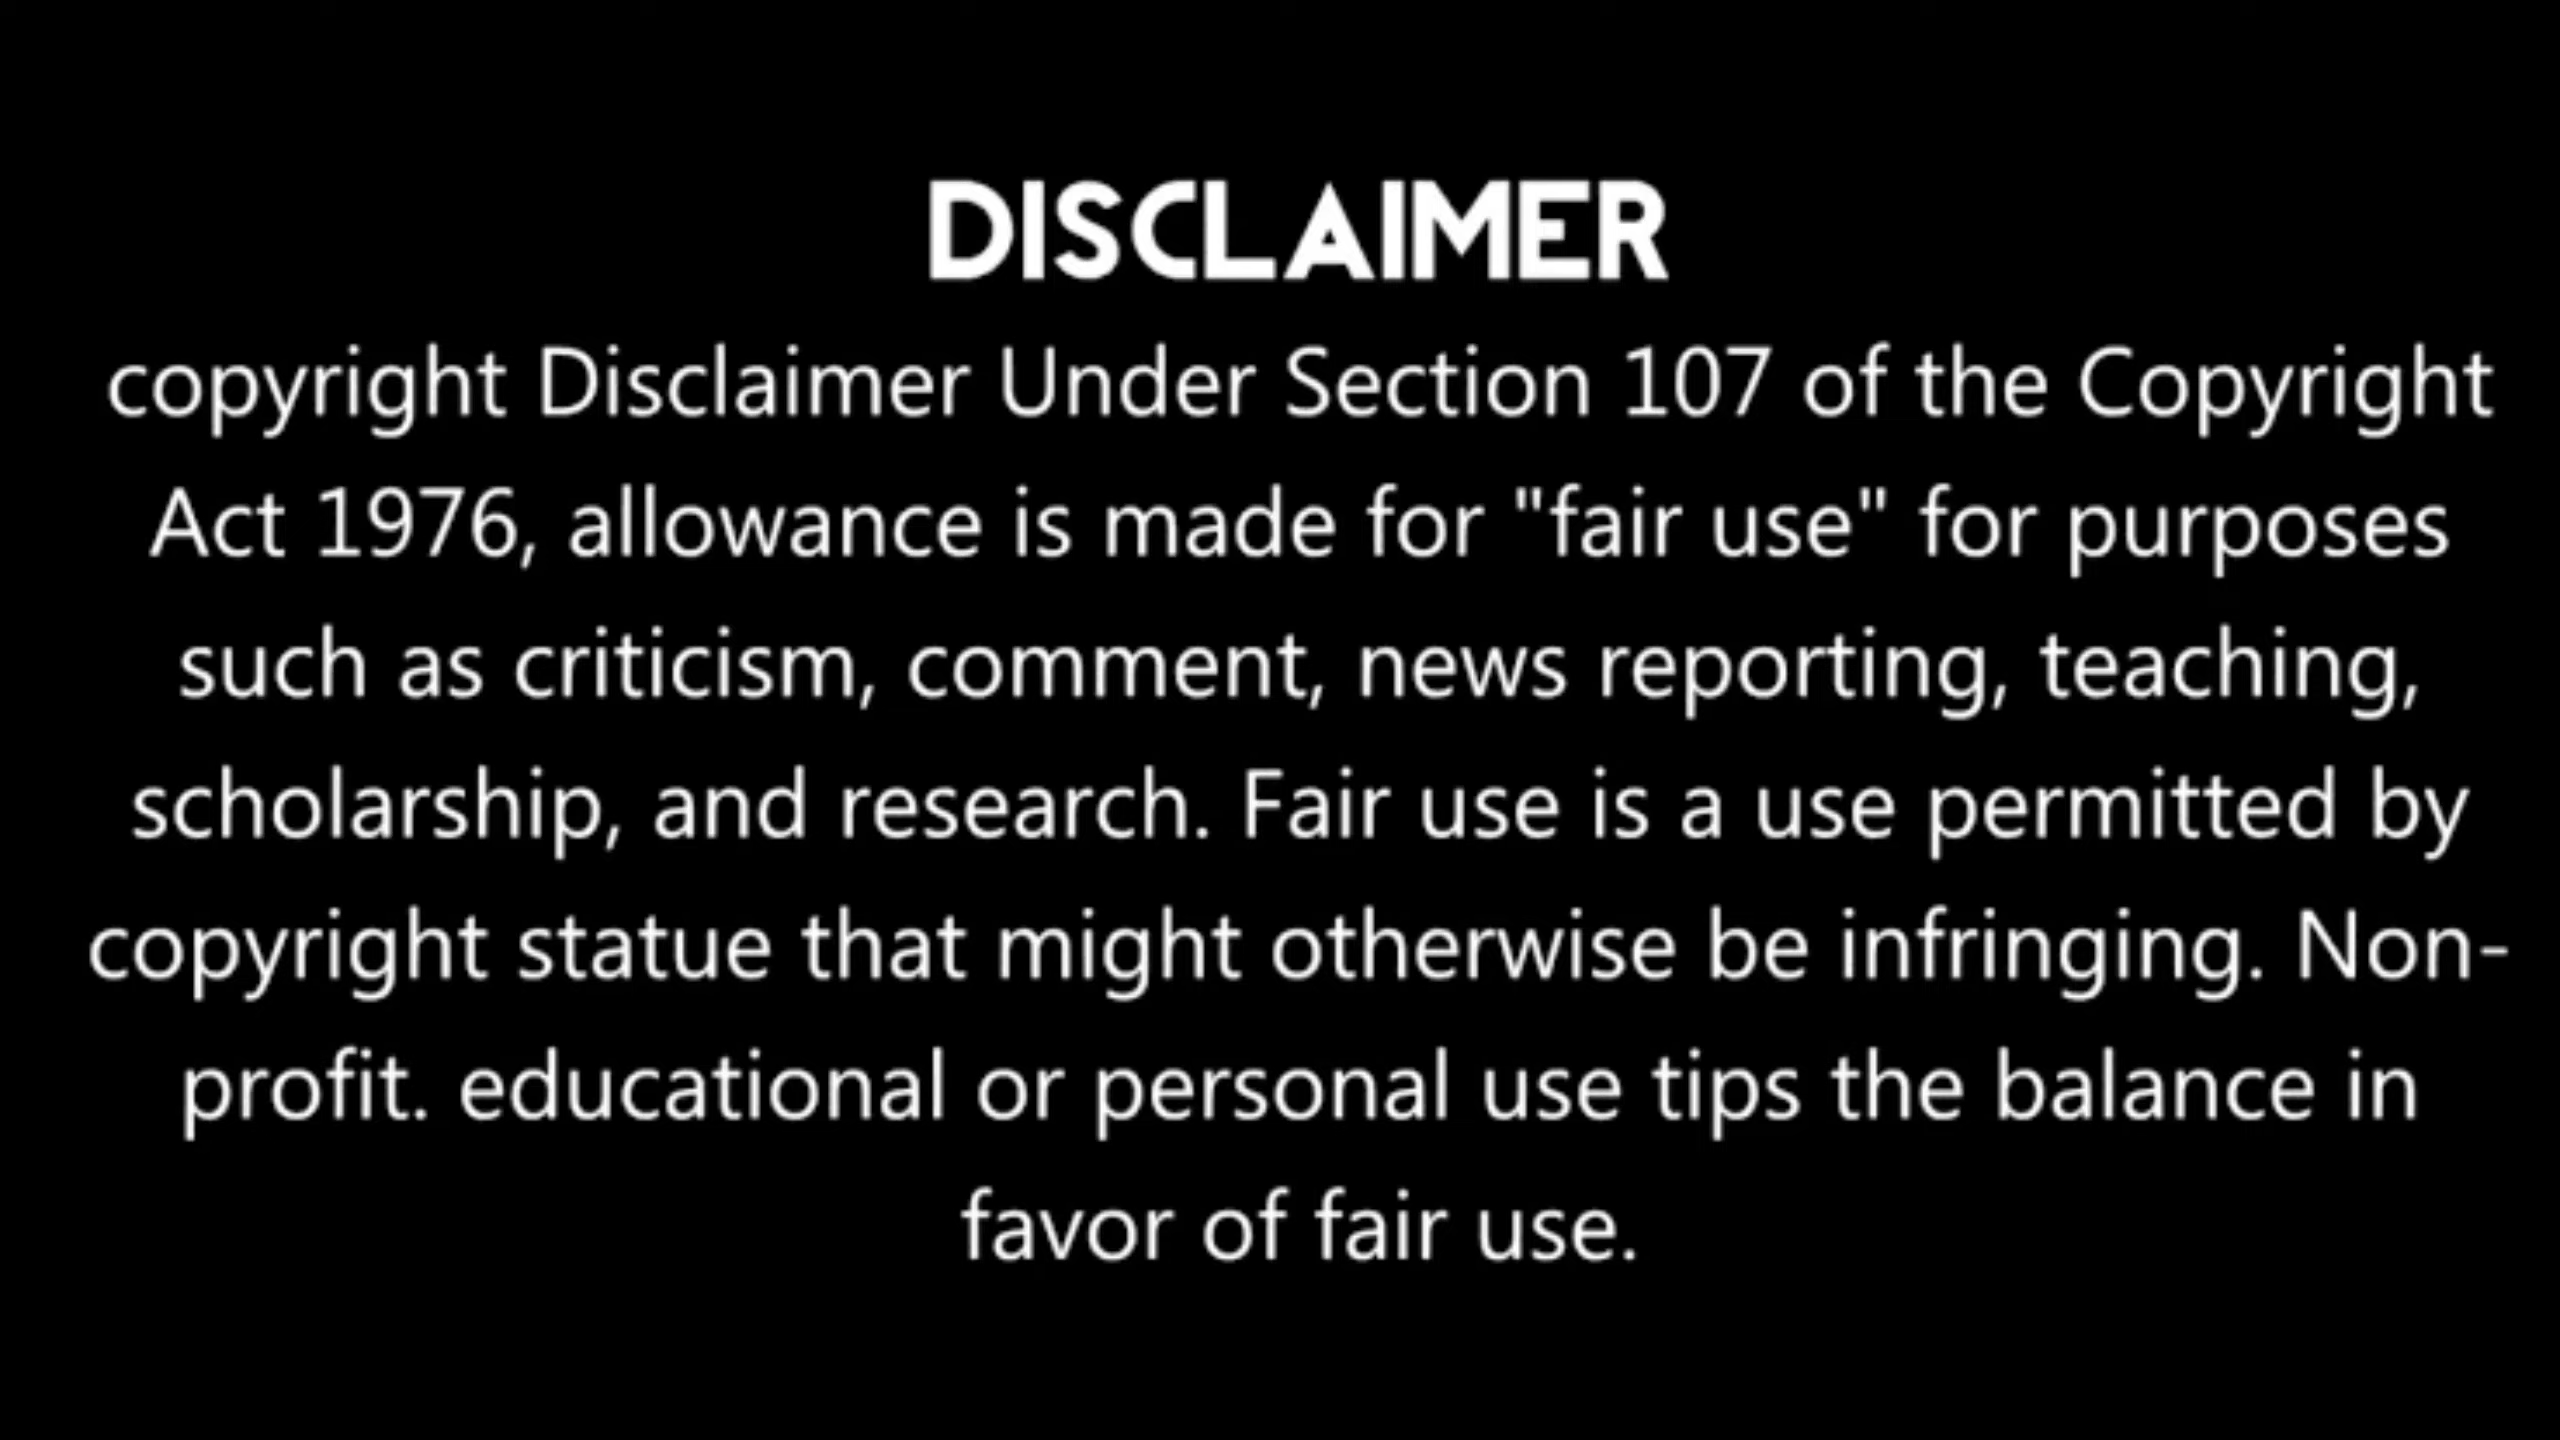 DISCLAIMER
copyright Disclaimer Under Section 107 of the Copyright
Act 1976, allowance is made for "fair use" for purposes
such as criticism, comment, news reporting, teaching,
scholarship, and research. Fair use is a use permitted by
copyright statue that might otherwise be infringing. Non-
profit. educational or personal use tips the balance in
favor of fair use.